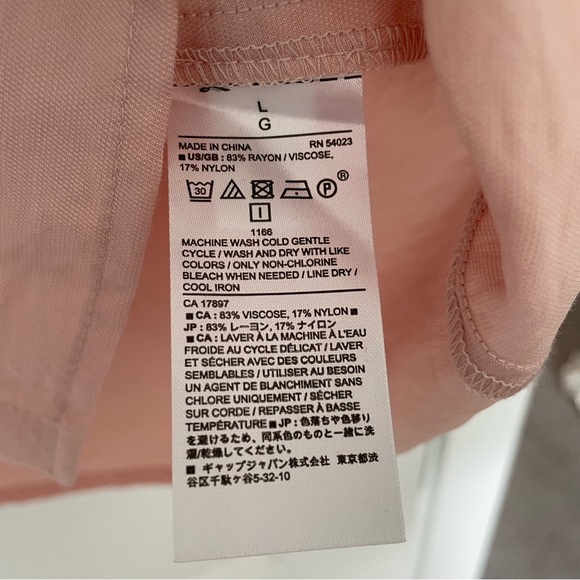 L
G
MADE IN CHINA RN 54023
■ US/GB : 83% RAYON / VISCOSE,
17% NYLON
30 P ®
1166
MACHINE WASH COLD GENTLE
CYCLE / WASH AND DRY WITH LIKE
COLORS / ONLY NON-CHLORINE
BLEACH WHEN NEEDED / LINE DRY /
COOL IRON
CA 17897
■ CA : 83% VISCOSE, 17% NYLON ■
JP : 83% レーヨン, 17% ナイロン
■ CA : LAVER À LA MACHINE À L'EAU
FROIDE AU CYCLE DÉLICAT / LAVER
ET SÉCHER AVEC DES COULEURS
SEMBLABLES / UTILISER AU BESOIN
UN AGENT DE BLANCHIMENT SANS
CHLORE UNIQUEMENT / SÉCHER
SUR CORDE / REPASSER À BASSE
TEMPÉRATURE ■ JP : 色落ちや色移り
を避けるため、同系色のものと一緒に洗
濯/乾燥してください。
■ ギャップジャパン株式会社 東京都渋
谷区千駄ヶ谷5-32-10